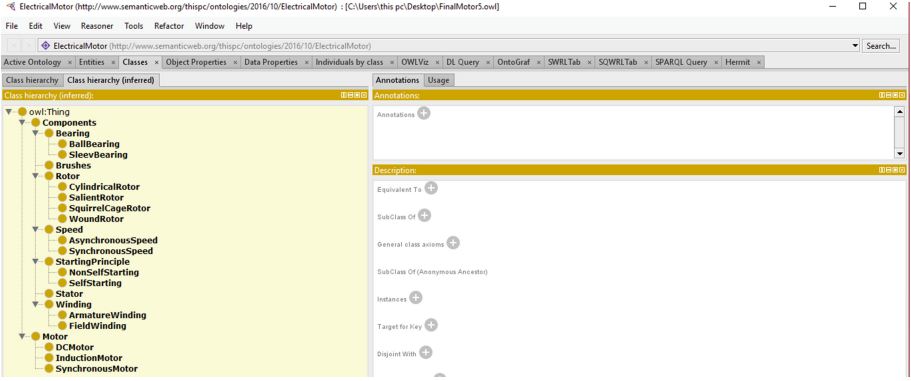 ElectricalMotor (http://www.semanticweb.org/thispc/ontologies/2016/10/ElectricalMotor) : [C:\Users\this pc\Desktop\FinalMotor5.owl]
File Edit View Reasoner Tools Refactor Window Help
ElectricalMotor (http://www.semanticweb.org/thispc/ontologies/2016/10/ElectricalMotor) Search...
Active Ontology × Entities × Classes × Object Properties × Data Properties × Individuals by class × OWLViz × DL Query × OntoGraf × SWRLTab × SQWRLTab × SPARQL Query × Hermit ×
Class hierarchy Class hierarchy (inferred)
Class hierarchy (inferred):
owl:Thing
Components
Bearing
BallBearing
SleevBearing
Brushes
Rotor
CylindricalRotor
SalientRotor
SquirrelCageRotor
WoundRotor
Speed
AsynchronousSpeed
SynchronousSpeed
StartingPrinciple
NonSelfStarting
SelfStarting
Stator
Winding
ArmatureWinding
FieldWinding
Motor
DCMotor
InductionMotor
SynchronousMotor
Annotations Usage
Annotations:
Annotations
Description:
Equivalent To
SubClass Of
General class axioms
SubClass Of (Anonymous Ancestor)
Instances
Target for Key
Disjoint With